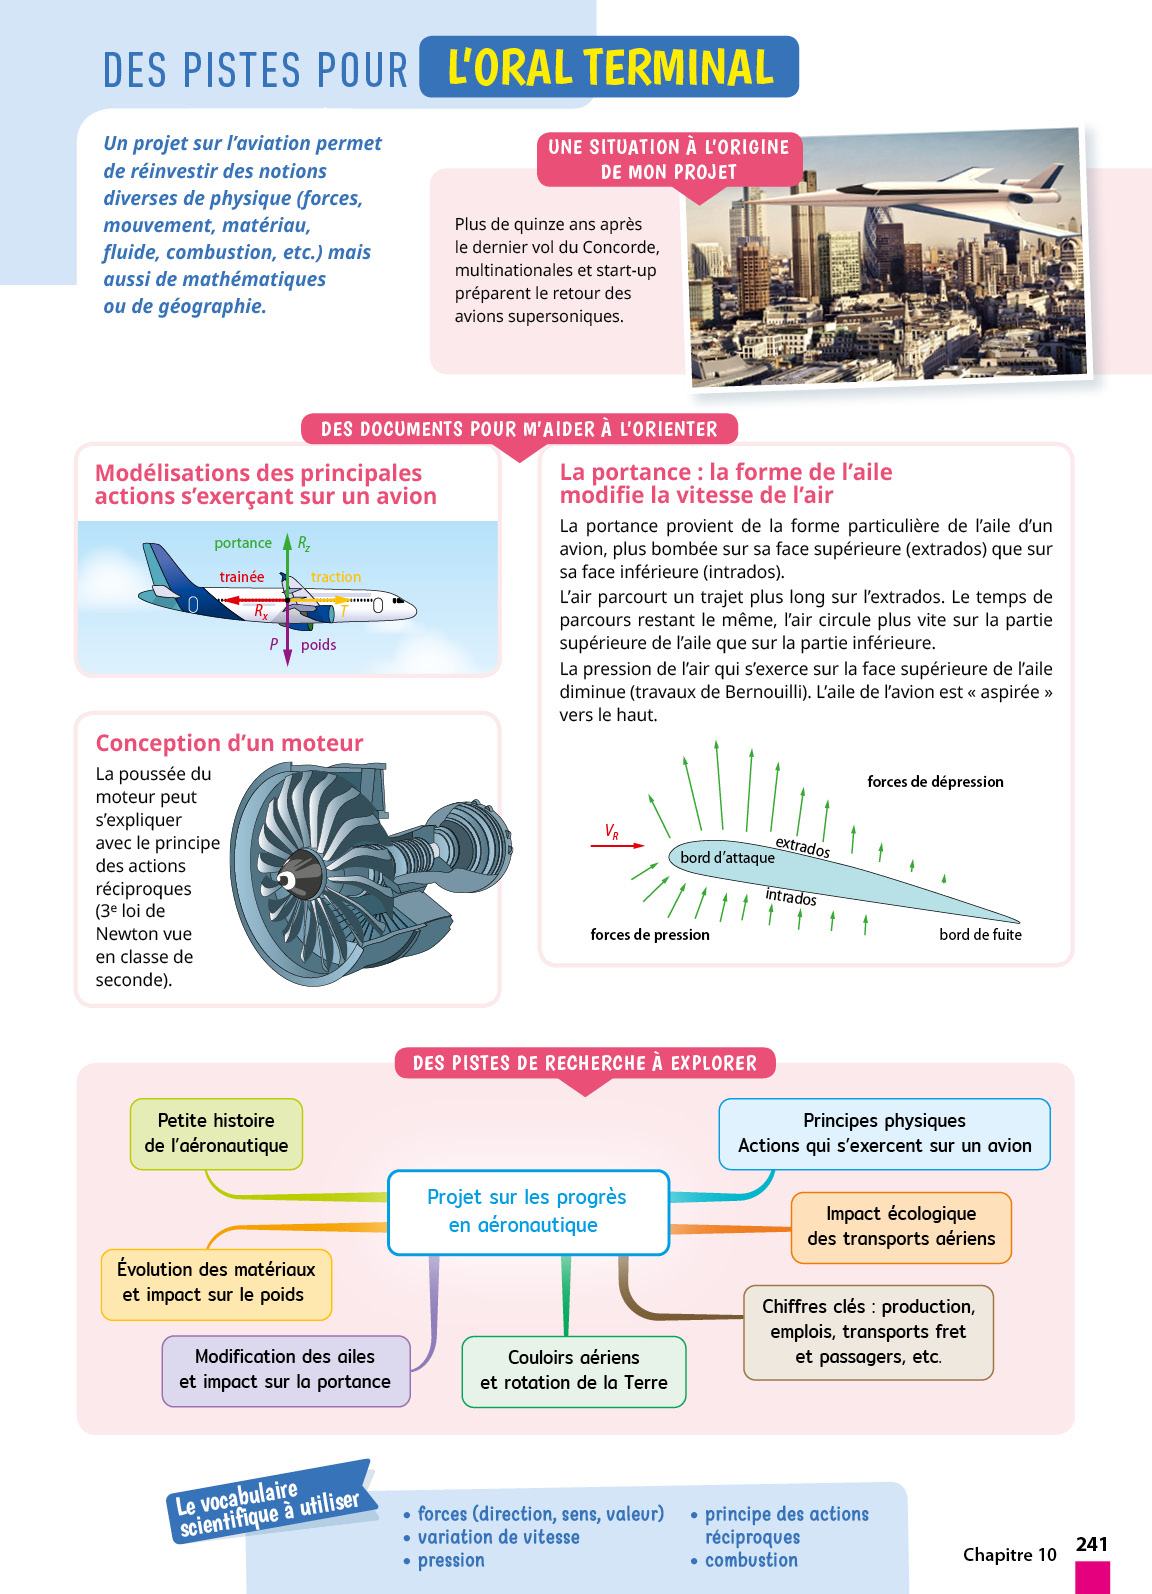 DES PISTES POUR L'ORAL TERMINAL
Un projet sur l'aviation permet
de réinvestir des notions
diverses de physique (forces,
mouvement, matériau,
fluide, combustion, etc.) mais
aussi de mathématiques
ou de géographie.
UNE SITUATION À L'ORIGINE
DE MON PROJET
Plus de quinze ans après
le dernier vol du Concorde,
multinationales et start-up
préparent le retour des
avions supersoniques.
DES DOCUMENTS POUR M'AIDER À L'ORIENTER
Modélisations des principales
actions s'exerçant sur un avion
portance Rz
trainée traction
Rx T
P poids
Conception d'un moteur
La poussée du
moteur peut
s'expliquer
avec le principe
des actions
réciproques
(3e loi de
Newton vue
en classe de
seconde).
La portance : la forme de l'aile
modifie la vitesse de l'air
La portance provient de la forme particulière de l'aile d'un
avion, plus bombée sur sa face supérieure (extrados) que sur
sa face inférieure (intrados).
L'air parcourt un trajet plus long sur l'extrados. Le temps de
parcours restant le même, l'air circule plus vite sur la partie
supérieure de l'aile que sur la partie inférieure.
La pression de l'air qui s'exerce sur la face supérieure de l'aile
diminue (travaux de Bernouilli). L'aile de l'avion est « aspirée »
vers le haut.
forces de dépression
VR
extrados
bord d'attaque
intrados
forces de pression
bord de fuite
DES PISTES DE RECHERCHE À EXPLORER
Petite histoire
de l'aéronautique
Principes physiques
Actions qui s'exercent sur un avion
Projet sur les progrès
en aéronautique
Impact écologique
des transports aériens
Évolution des matériaux
et impact sur le poids
Chiffres clés : production,
emplois, transports fret
et passagers, etc.
Modification des ailes
et impact sur la portance
Couloirs aériens
et rotation de la Terre
Le vocabulaire
scientifique à utiliser
• forces (direction, sens, valeur)
• variation de vitesse
• pression
• principe des actions
réciproques
• combustion
Chapitre 10 241